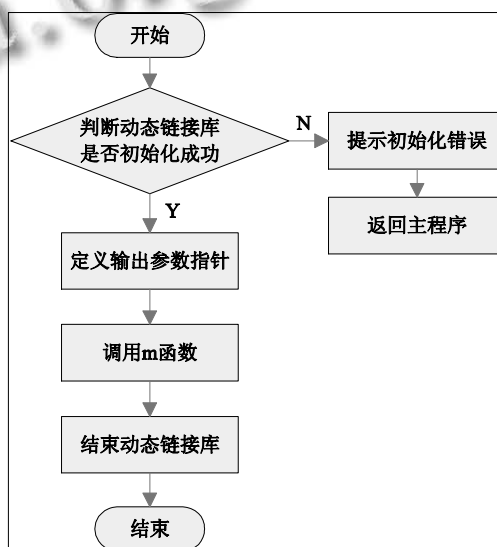 开始
判断动态链接库
是否初始化成功
N
提示初始化错误
返回主程序
Y
定义输出参数指针
调用m函数
结束动态链接库
结束